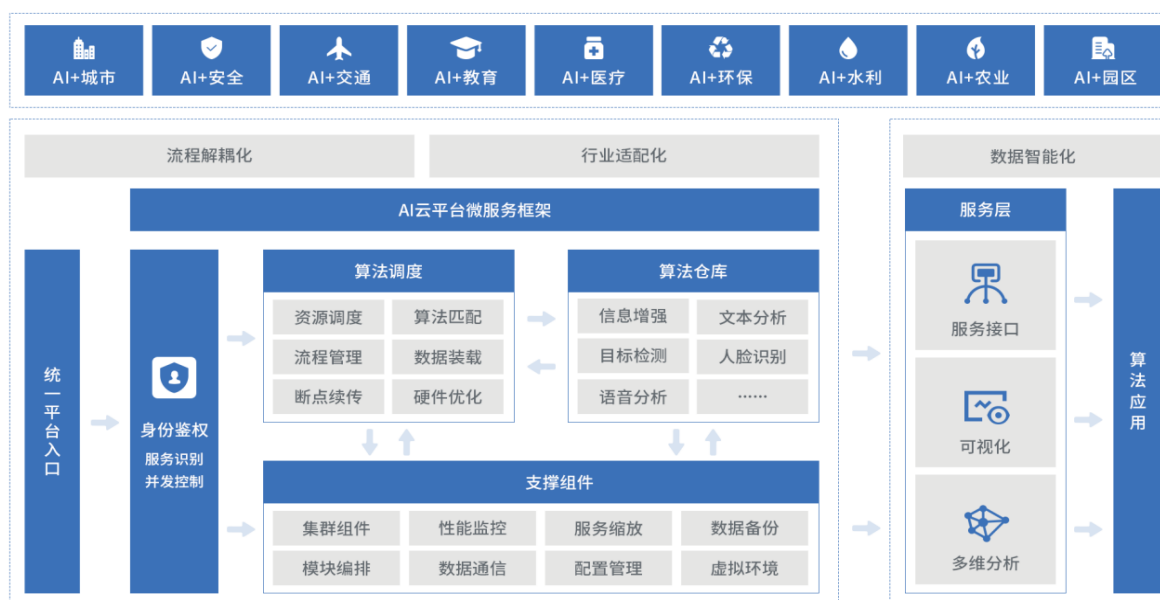 AI+城市
AI+安全
AI+交通
AI+教育
AI+医疗
AI+环保
AI+水利
AI+农业
AI+园区
流程解耦化
行业适配化
数据智能化
AI云平台微服务框架
统一平台入口
身份鉴权
服务识别
并发控制
算法调度
资源调度
算法匹配
流程管理
数据装载
断点续传
硬件优化
算法仓库
信息增强
文本分析
目标检测
人脸识别
语音分析
……
支撑组件
集群组件
性能监控
服务缩放
数据备份
模块编排
数据通信
配置管理
虚拟环境
服务层
服务接口
可视化
多维分析
算法应用